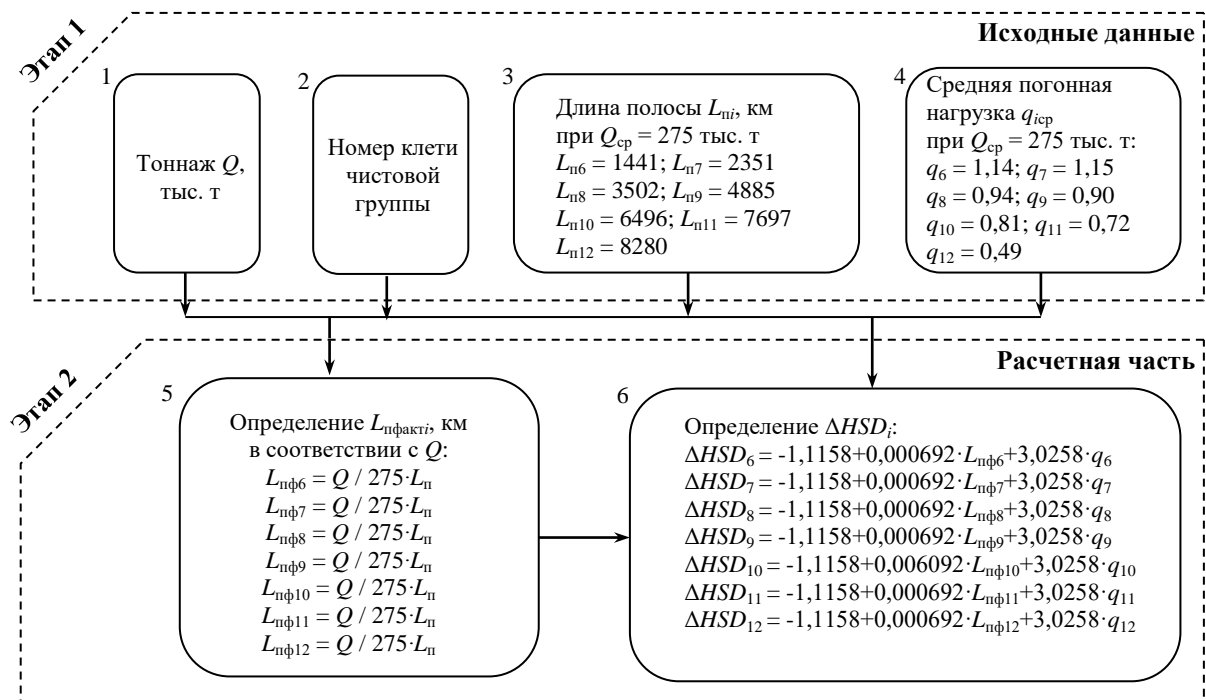 Этап 1
Исходные данные
1
Тоннаж Q,
тыс. т
2
Номер клети
чистовой
группы
3
Длина полосы Lпi, км
при Qср = 275 тыс. т
Lп6 = 1441; Lп7 = 2351
Lп8 = 3502; Lп9 = 4885
Lп10 = 6496; Lп11 = 7697
Lп12 = 8280
4
Средняя погонная
нагрузка qiср
при Qср = 275 тыс. т:
q6 = 1,14; q7 = 1,15
q8 = 0,94; q9 = 0,90
q10 = 0,81; q11 = 0,72
q12 = 0,49
Этап 2
Расчетная часть
5
Определение Lпфактi, км
в соответствии с Q:
Lпф6 = Q / 275·Lп
Lпф7 = Q / 275·Lп
Lпф8 = Q / 275·Lп
Lпф9 = Q / 275·Lп
Lпф10 = Q / 275·Lп
Lпф11 = Q / 275·Lп
Lпф12 = Q / 275·Lп
6
Определение ΔHSDi:
ΔHSD6 = -1,1158+0,000692·Lпф6+3,0258·q6
ΔHSD7 = -1,1158+0,000692·Lпф7+3,0258·q7
ΔHSD8 = -1,1158+0,000692·Lпф8+3,0258·q8
ΔHSD9 = -1,1158+0,000692·Lпф9+3,0258·q9
ΔHSD10 = -1,1158+0,006092·Lпф10+3,0258·q10
ΔHSD11 = -1,1158+0,000692·Lпф11+3,0258·q11
ΔHSD12 = -1,1158+0,000692·Lпф12+3,0258·q12